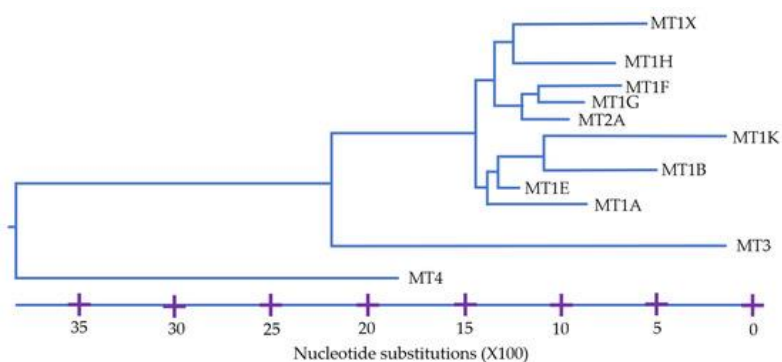 MT1X
MT1H
MT1F
MT1G
MT2A
MT1K
MT1B
MT1E
MT1A
MT3
MT4
35 30 25 20 15 10 5 0
Nucleotide substitutions (X100)